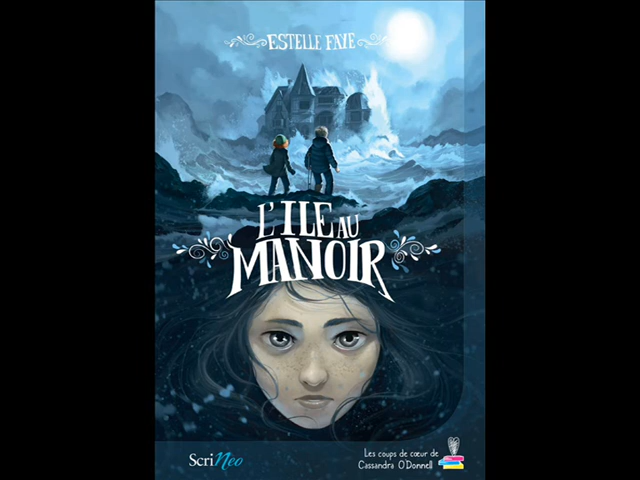 ESTELLE FAYE
L'ILE AU
MANOIR
ScriNeo
Les coups de cœur de
Cassandra O'Donnell